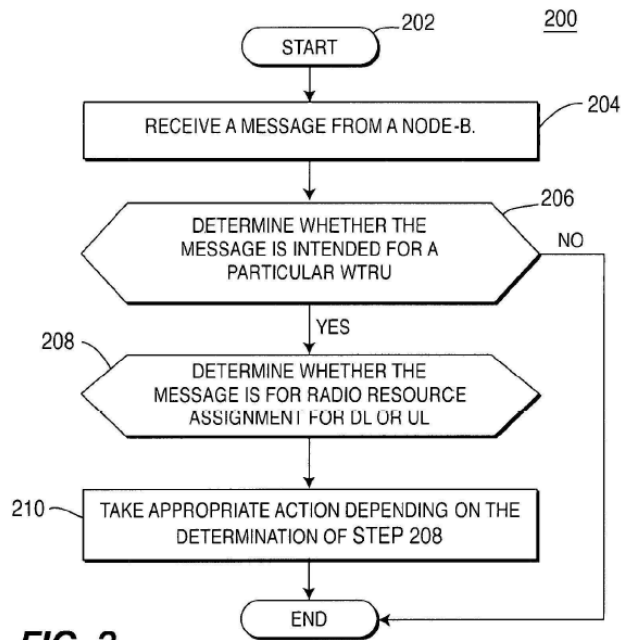 200
START
202
RECEIVE A MESSAGE FROM A NODE-B.
204
DETERMINE WHETHER THE
MESSAGE IS INTENDED FOR A
PARTICULAR WTRU
206
NO
YES
208
DETERMINE WHETHER THE
MESSAGE IS FOR RADIO RESOURCE
ASSIGNMENT FOR DL OR UL
210
TAKE APPROPRIATE ACTION DEPENDING ON THE
DETERMINATION OF STEP 208
END
FIG.